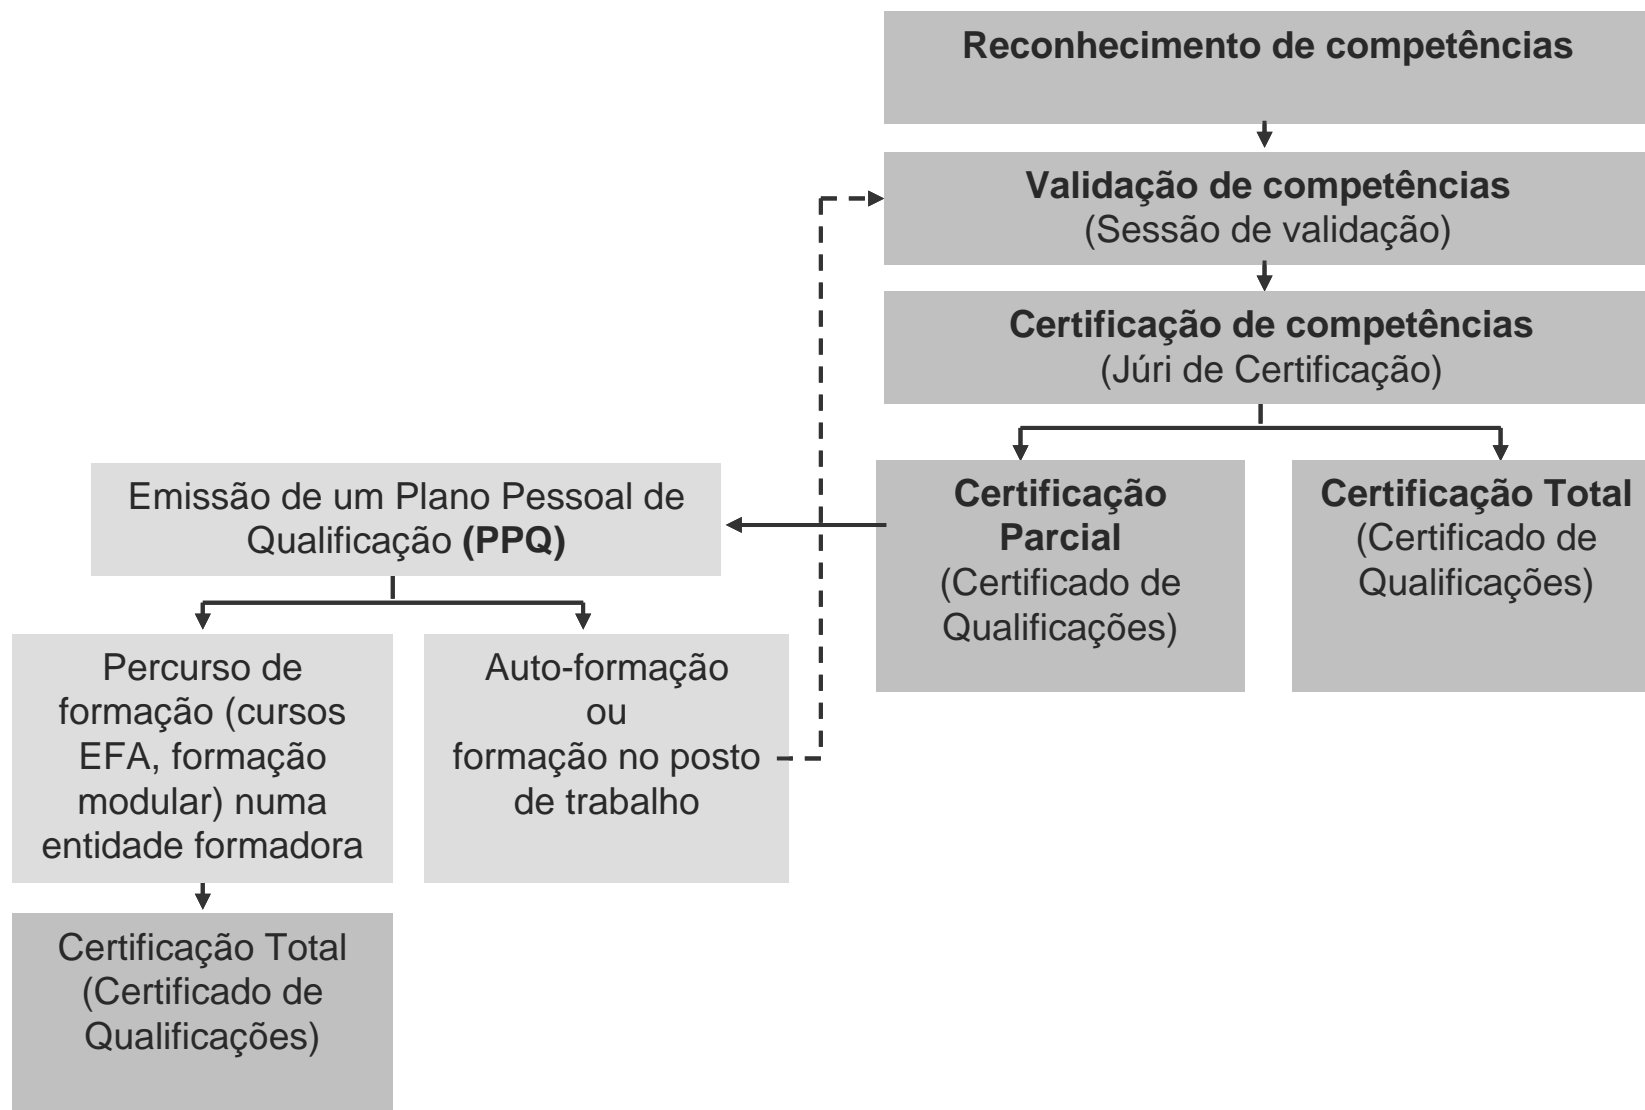 Reconhecimento de competências
Validação de competências
(Sessão de validação)
Certificação de competências
(Júri de Certificação)
Certificação
Parcial
(Certificado de
Qualificações)
Certificação Total
(Certificado de
Qualificações)
Emissão de um Plano Pessoal de
Qualificação (PPQ)
Percurso de
formação (cursos
EFA, formação
modular) numa
entidade formadora
Auto-formação
ou
formação no posto
de trabalho
Certificação Total
(Certificado de
Qualificações)